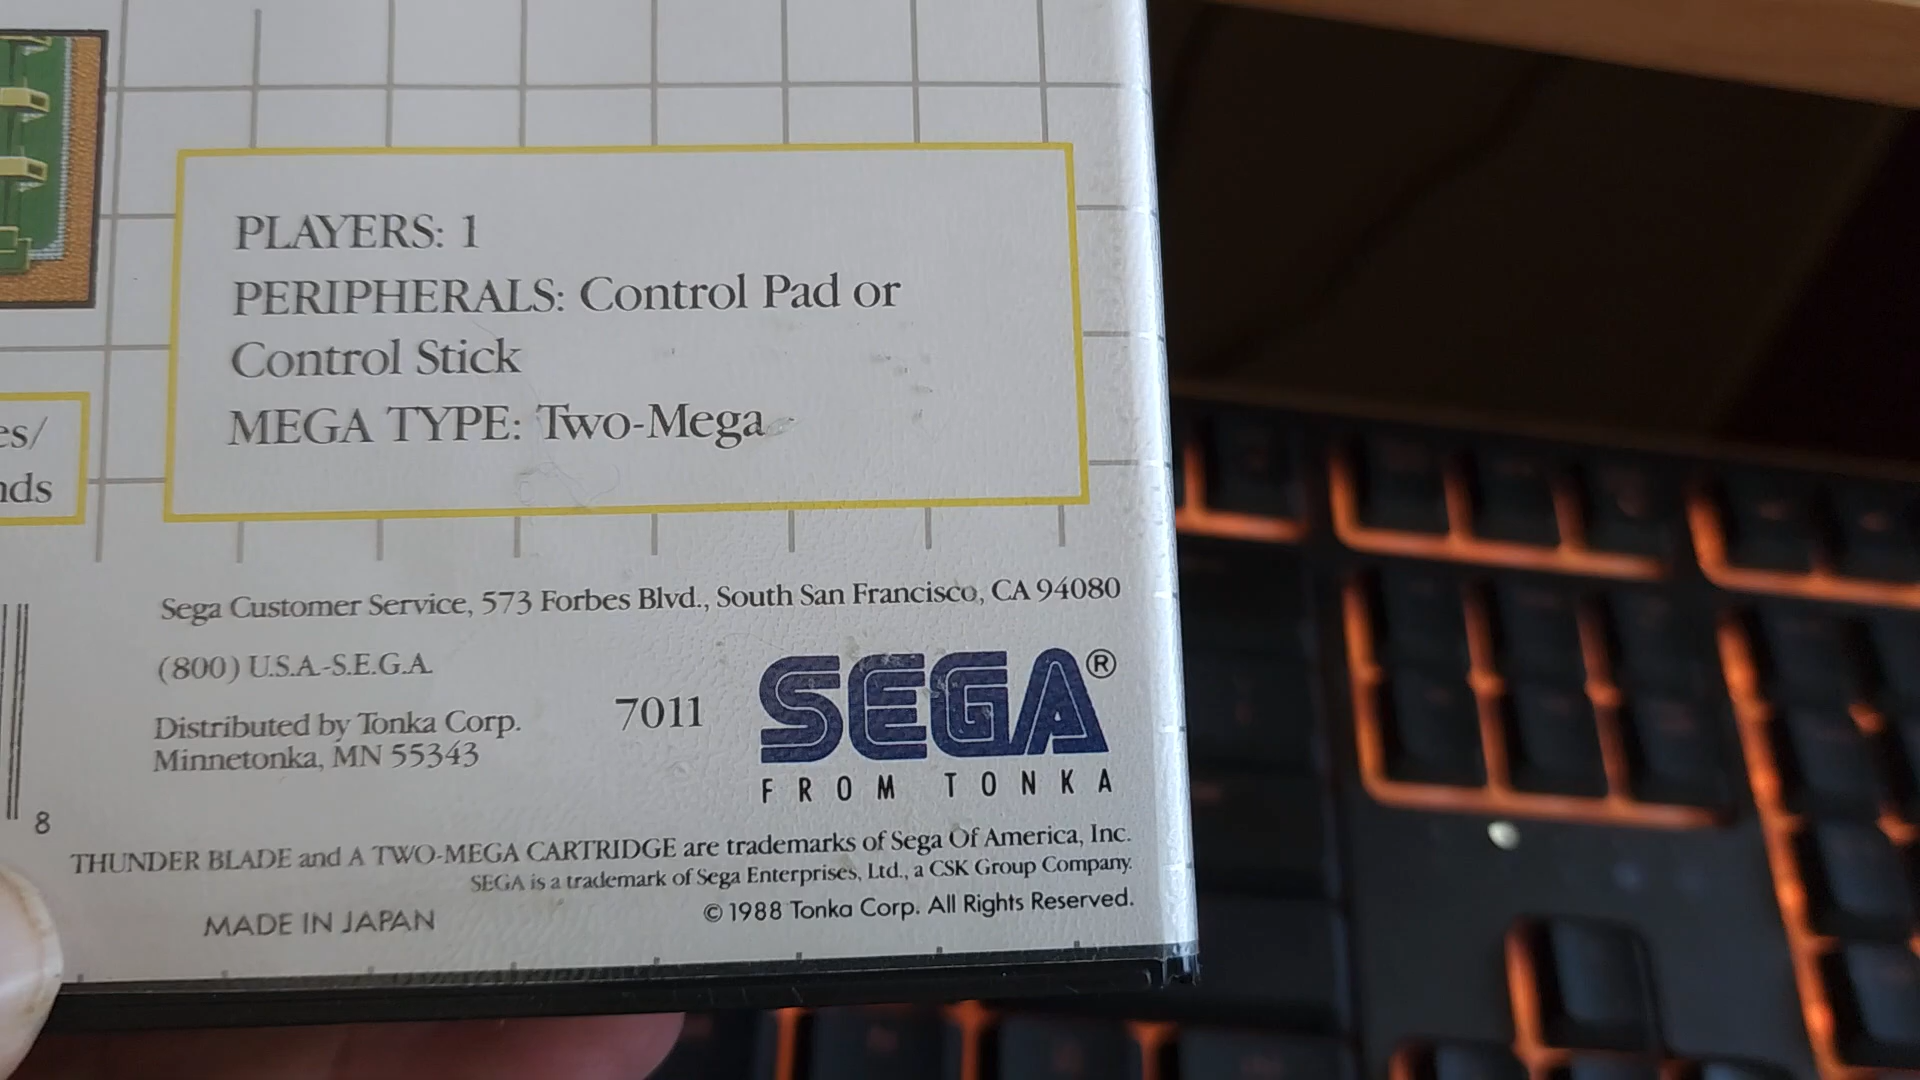 PLAYERS: 1
PERIPHERALS: Control Pad or
Control Stick
MEGA TYPE: Two-Mega
es/
nds
Sega Customer Service, 573 Forbes Blvd., South San Francisco, CA 94080
(800) U.S.A.-S.E.G.A.
Distributed by Tonka Corp.
Minnetonka, MN 55343
7011
SEGA®
FROM TONKA
8
THUNDER BLADE and A TWO-MEGA CARTRIDGE are trademarks of Sega Of America, Inc.
SEGA is a trademark of Sega Enterprises, Ltd., a CSK Group Company.
MADE IN JAPAN
© 1988 Tonka Corp. All Rights Reserved.